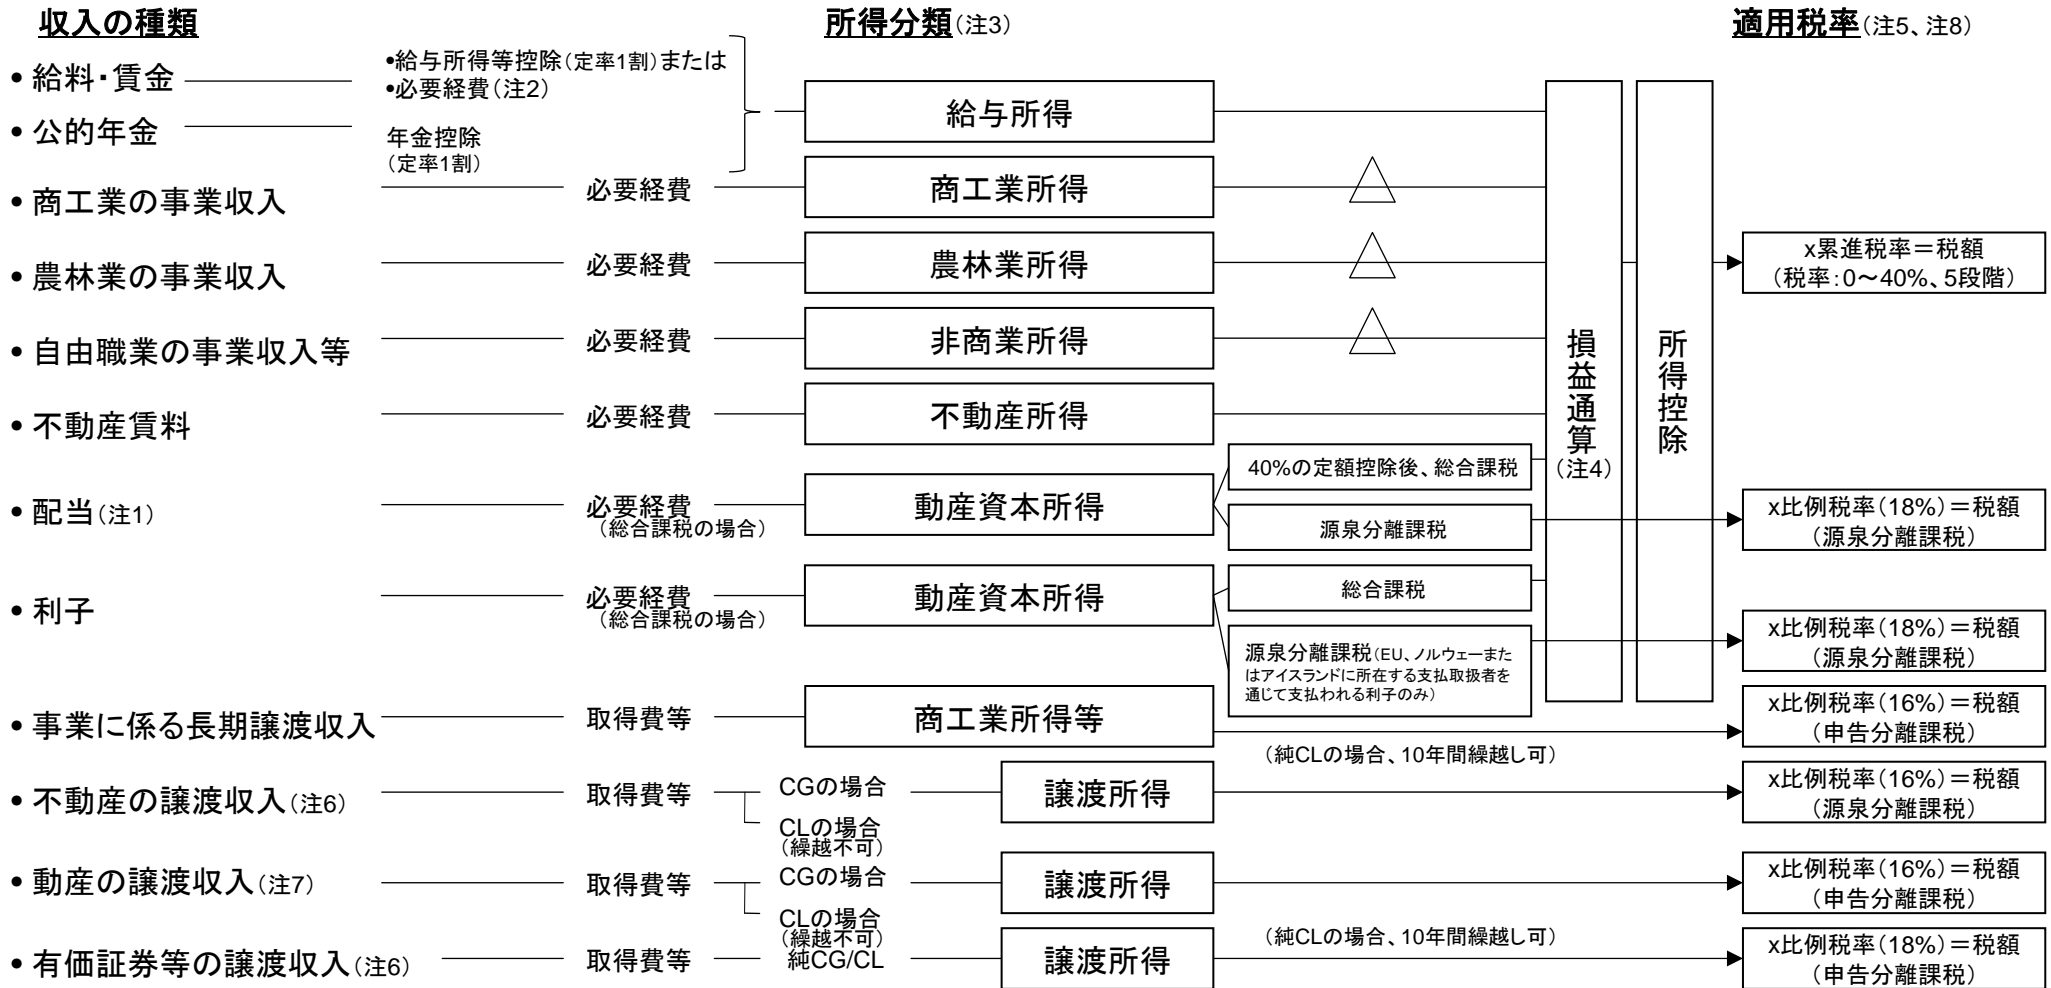 収入の種類
所得分類(注3)
適用税率(注5、注8)
• 給料・賃金
•給与所得等控除(定率1割)または
•必要経費(注2)
給与所得
• 公的年金
年金控除
(定率1割)
• 商工業の事業収入
必要経費
商工業所得
• 農林業の事業収入
必要経費
農林業所得
x累進税率=税額
(税率:0~40%、5段階)
• 自由職業の事業収入等
必要経費
非商業所得
• 不動産賃料
必要経費
不動産所得
損益通算
(注4)
所得控除
• 配当(注1)
必要経費
(総合課税の場合)
動産資本所得
40%の定額控除後、総合課税
源泉分離課税
x比例税率(18%)=税額
(源泉分離課税)
• 利子
必要経費
(総合課税の場合)
動産資本所得
総合課税
源泉分離課税(EU、ノルウェーまた
はアイスランドに所在する支払取扱者を
通じて支払われる利子のみ)
x比例税率(18%)=税額
(源泉分離課税)
• 事業に係る長期譲渡収入
取得費等
商工業所得等
(純CLの場合、10年間繰越し可)
x比例税率(16%)=税額
(申告分離課税)
• 不動産の譲渡収入(注6)
取得費等
CGの場合
CLの場合
(繰越不可)
譲渡所得
x比例税率(16%)=税額
(源泉分離課税)
• 動産の譲渡収入(注7)
取得費等
CGの場合
CLの場合
(繰越不可)
譲渡所得
x比例税率(16%)=税額
(申告分離課税)
• 有価証券等の譲渡収入(注6)
取得費等
純CG/CL
譲渡所得
(純CLの場合、10年間繰越し可)
x比例税率(18%)=税額
(申告分離課税)